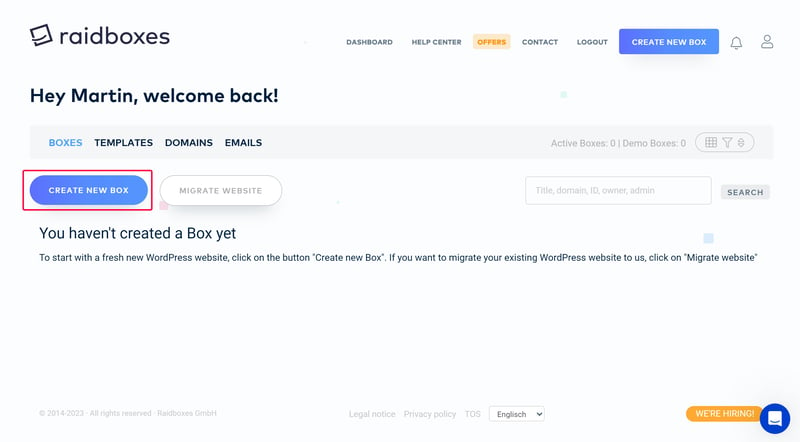 raidboxes
DASHBOARD HELP CENTER OFFERS CONTACT LOGOUT CREATE NEW BOX
Hey Martin, welcome back!
BOXES TEMPLATES DOMAINS EMAILS Active Boxes: 0 | Demo Boxes: 0
CREATE NEW BOX MIGRATE WEBSITE Title, domain, ID, owner, admin SEARCH
You haven't created a Box yet
To start with a fresh new WordPress website, click on the button "Create new Box". If you want to migrate your existing WordPress website to us, click on "Migrate website"
© 2014-2023 · All rights reserved · Raidboxes GmbH Legal notice Privacy policy TOS Englisch WE'RE HIRING!